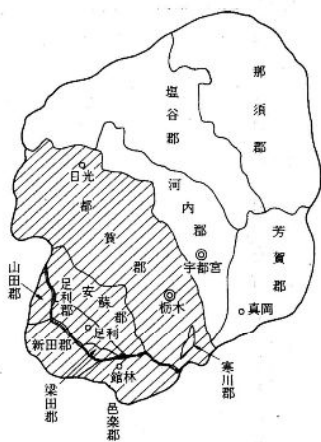 那須郡
塩谷郡
日光
河内郡
都賀郡
芳賀郡
宇都宮
山田郡
足利郡
安蘇郡
栃木
真岡
足利
新田郡
寒川郡
館林
梁田郡
邑楽郡